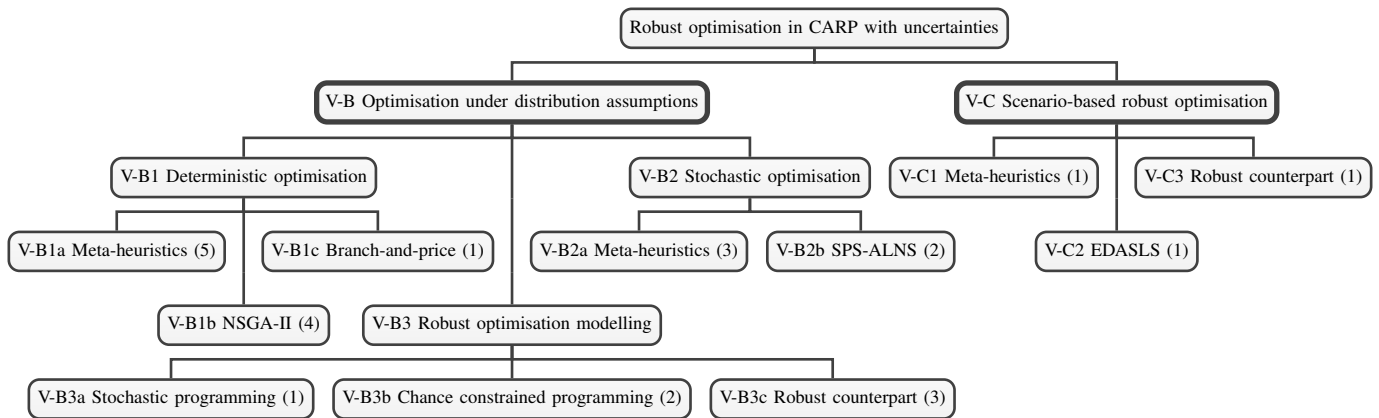 Robust optimisation in CARP with uncertainties
V-B Optimisation under distribution assumptions
V-C Scenario-based robust optimisation
V-B1 Deterministic optimisation
V-B2 Stochastic optimisation
V-C1 Meta-heuristics (1)
V-C3 Robust counterpart (1)
V-B1a Meta-heuristics (5)
V-B1c Branch-and-price (1)
V-B2a Meta-heuristics (3)
V-B2b SPS-ALNS (2)
V-C2 EDASLS (1)
V-B1b NSGA-II (4)
V-B3 Robust optimisation modelling
V-B3a Stochastic programming (1)
V-B3b Chance constrained programming (2)
V-B3c Robust counterpart (3)